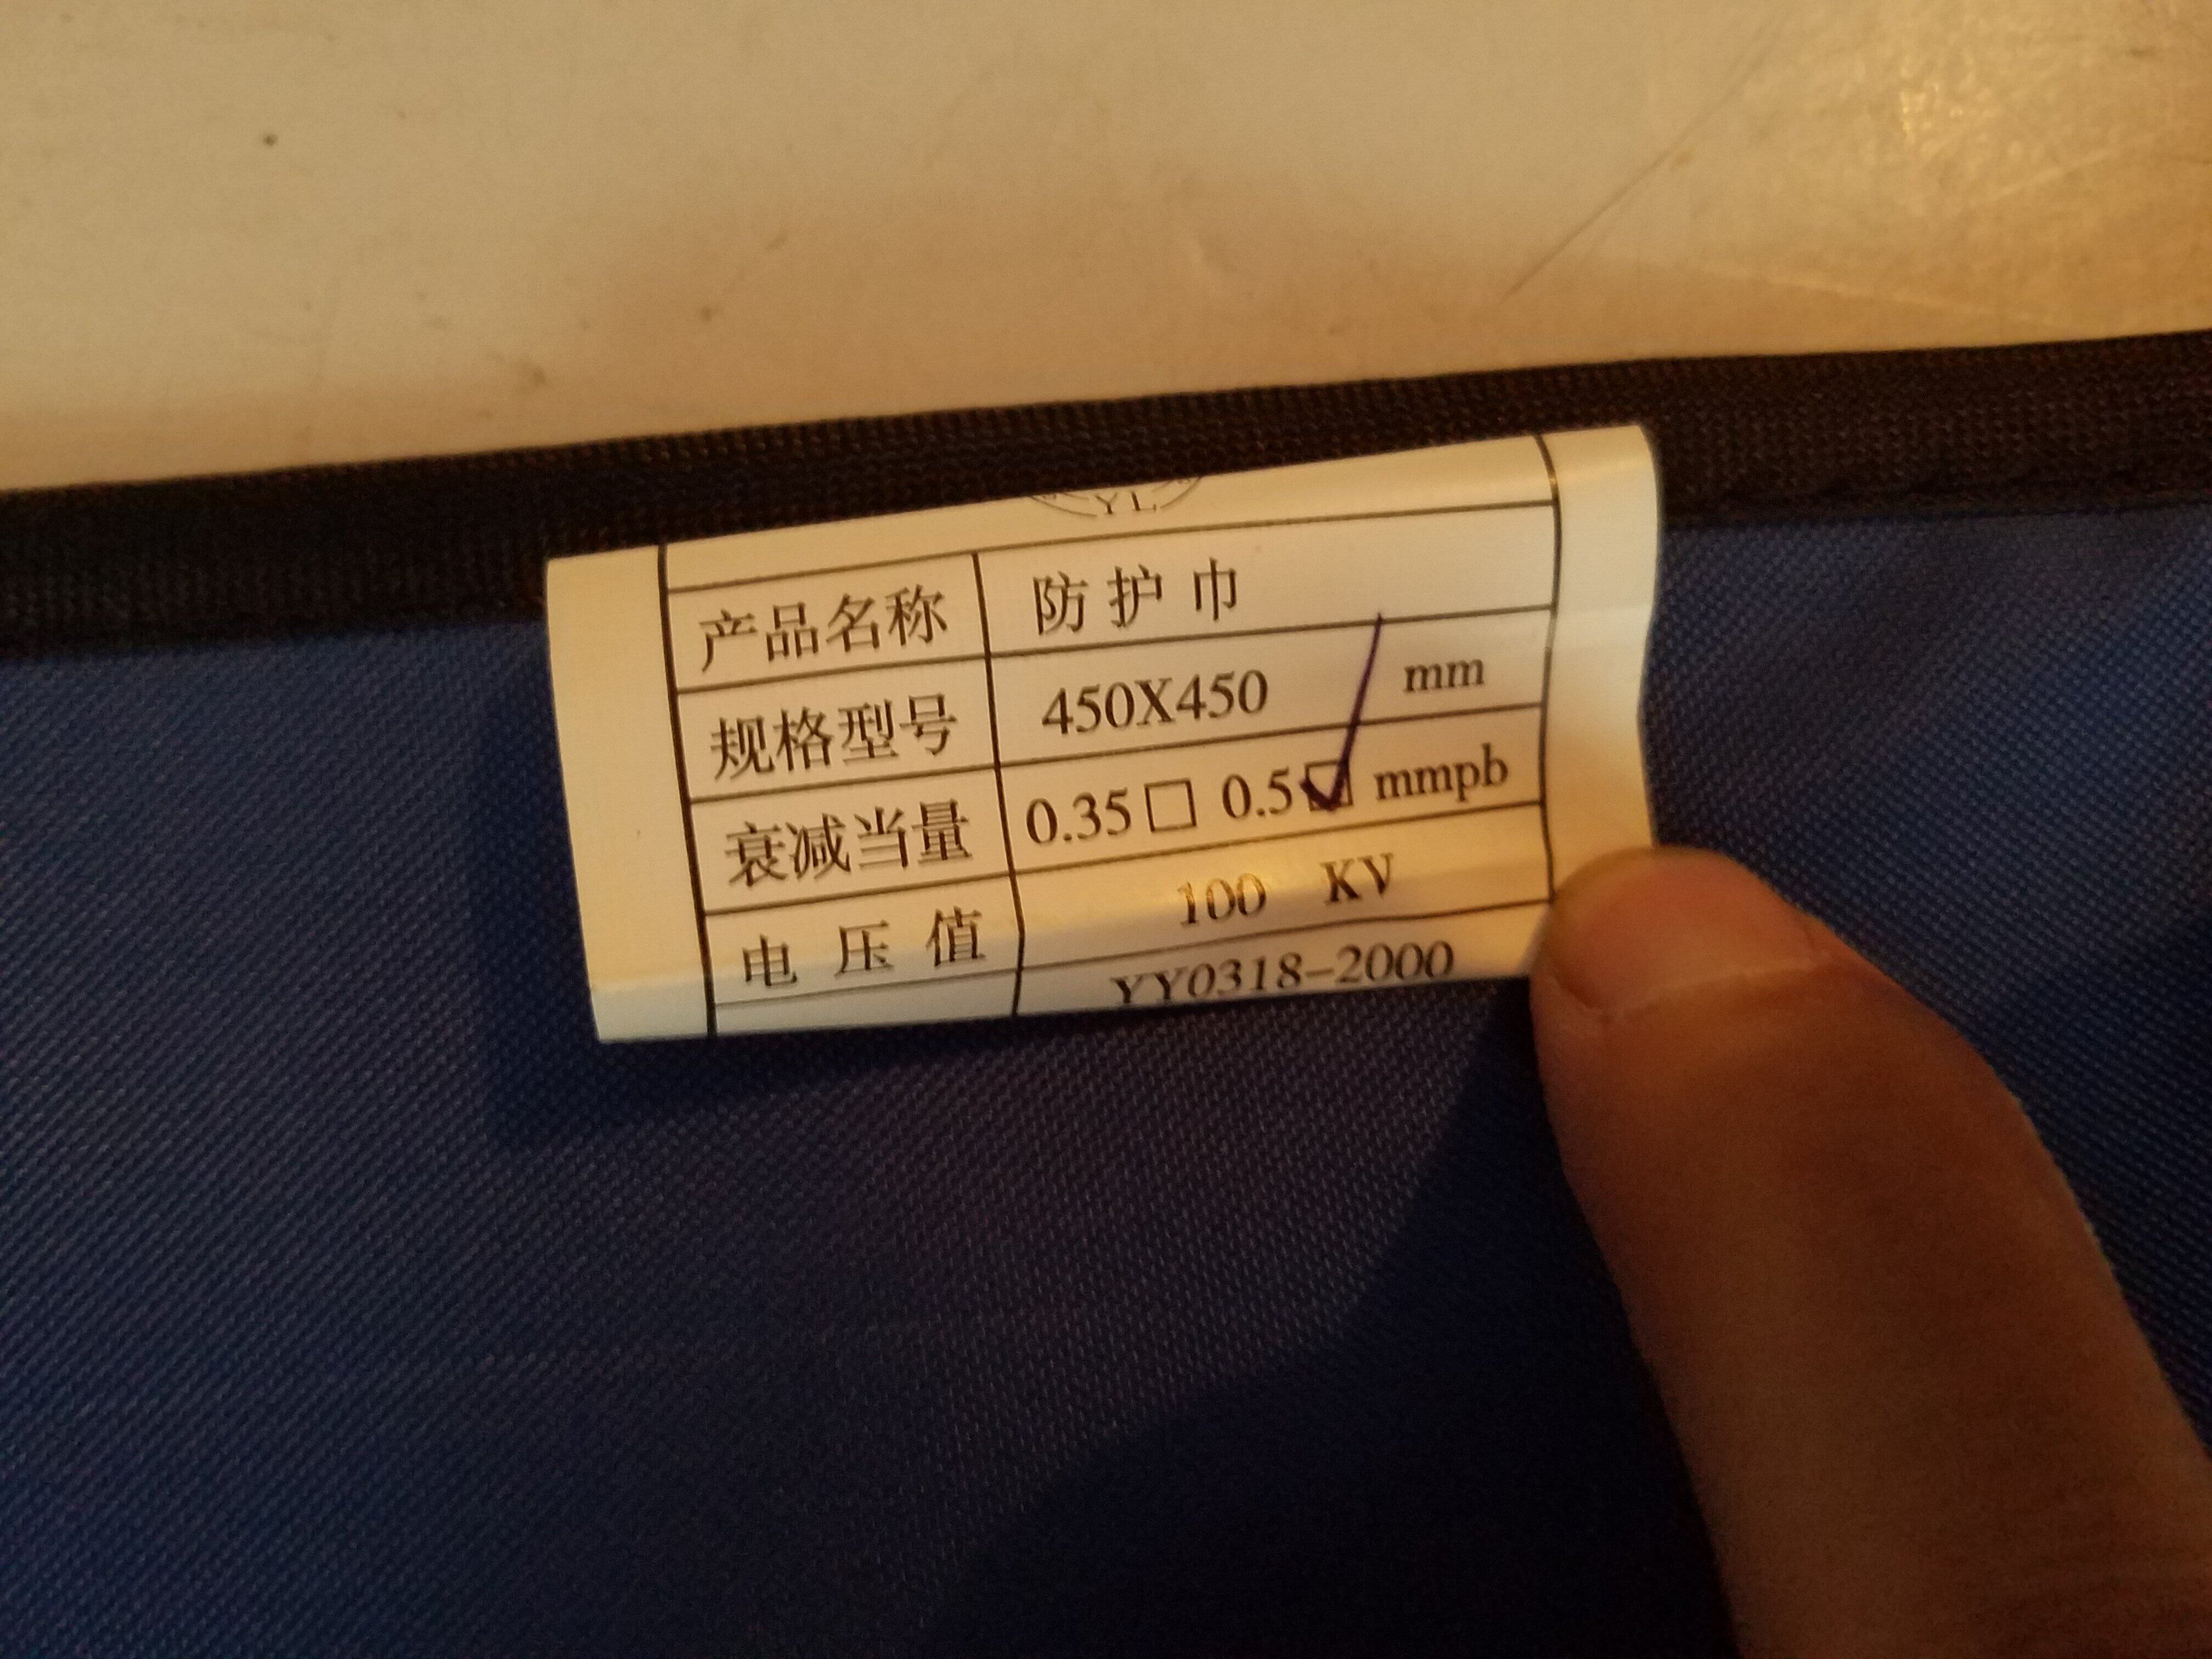 YL
产品名称 防护巾
规格型号 450X450 mm
衰减当量 0.35□ 0.5☑ mmpb
电压值 100 KV
YY0318-2000